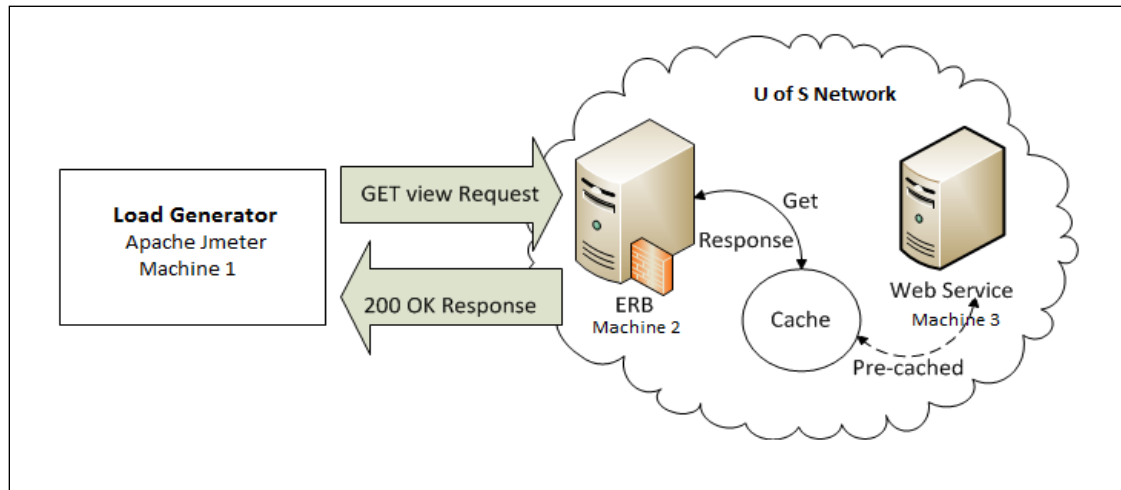 U of S Network
Load Generator
Apache Jmeter
Machine 1
GET view Request
200 OK Response
ERB
Machine 2
Get
Response
Cache
Web Service
Machine 3
Pre-cached